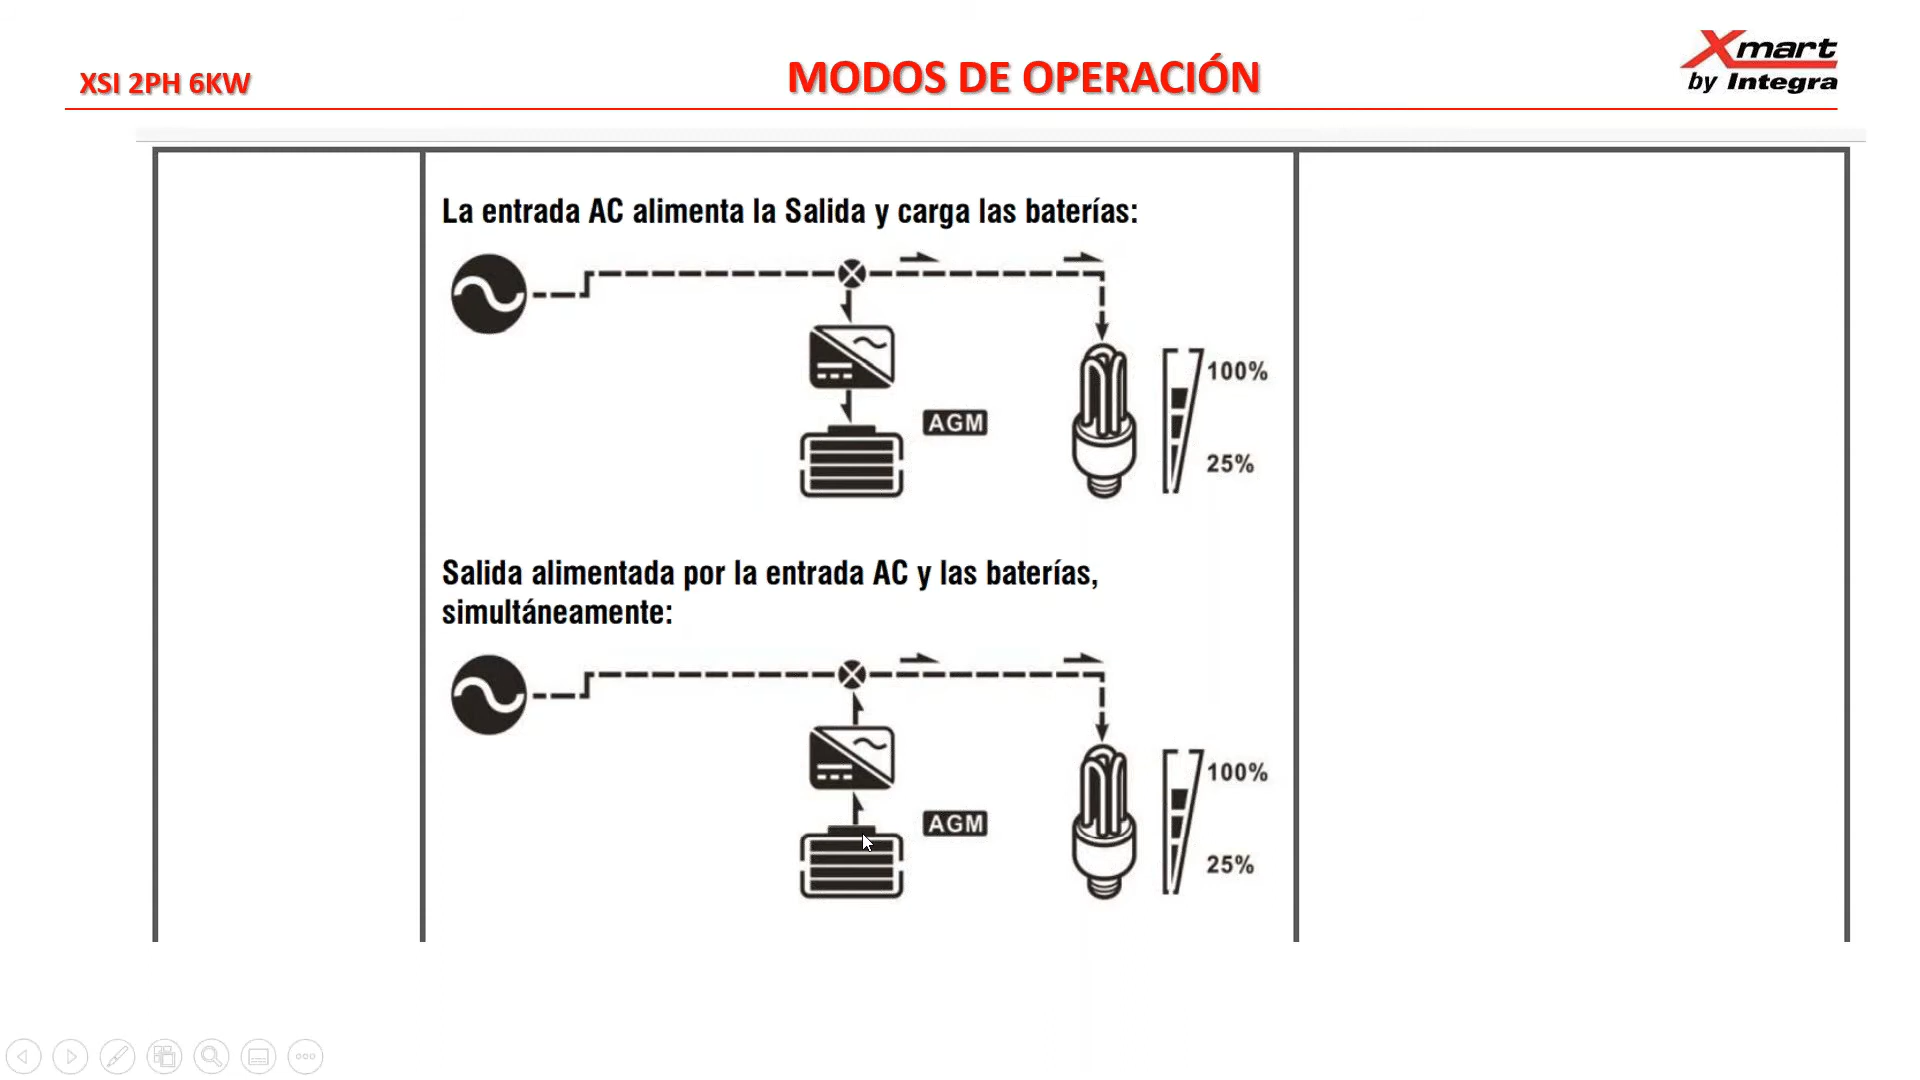 XSI 2PH 6KW
MODOS DE OPERACIÓN
Xmart
by Integra
La entrada AC alimenta la Salida y carga las baterías:
100%
AGM
25%
Salida alimentada por la entrada AC y las baterías,
simultáneamente:
100%
AGM
25%